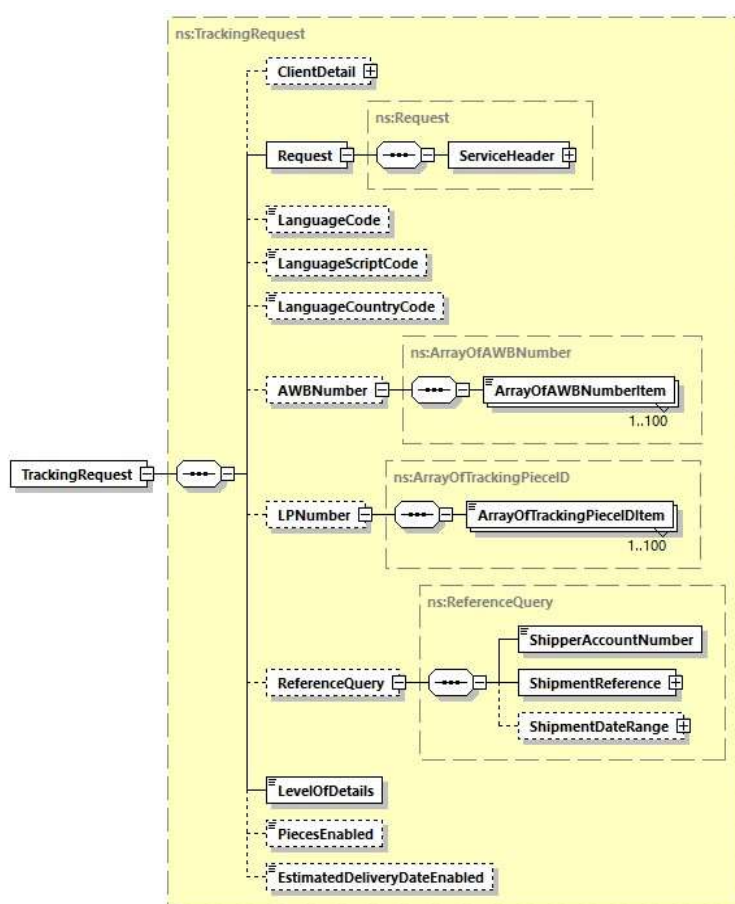 ns:TrackingRequest
ClientDetail
ns:Request
Request
ServiceHeader
LanguageCode
LanguageScriptCode
LanguageCountryCode
ns:ArrayOfAWBNumber
AWBNumber
ArrayOfAWBNumberItem
1..100
TrackingRequest
ns:ArrayOfTrackingPieceID
LPNumber
ArrayOfTrackingPieceIDItem
1..100
ns:ReferenceQuery
ShipperAccountNumber
ReferenceQuery
ShipmentReference
ShipmentDateRange
LevelOfDetails
PiecesEnabled
EstimatedDeliveryDateEnabled